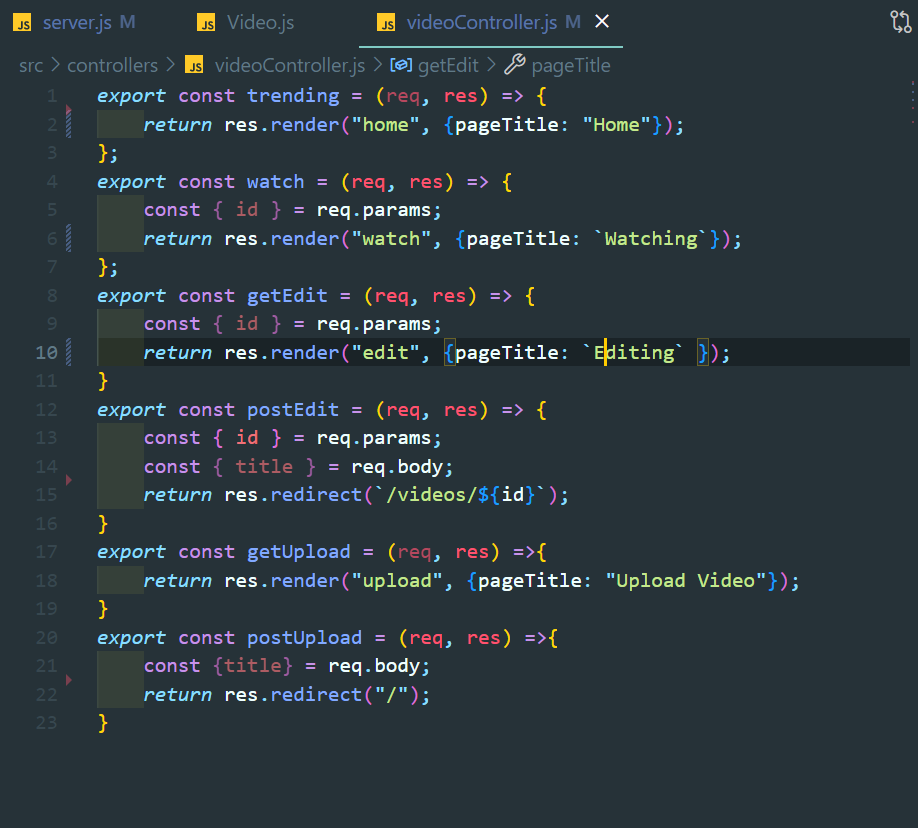 JS server.js M JS Video.js JS videoController.js M
src > controllers > JS videoController.js > getEdit > pageTitle
1 export const trending = (req, res) => {
2     return res.render("home", {pageTitle: "Home"});
3 };
4 export const watch = (req, res) => {
5     const { id } = req.params;
6     return res.render("watch", {pageTitle: `Watching`});
7 };
8 export const getEdit = (req, res) => {
9     const { id } = req.params;
10     return res.render("edit", {pageTitle: `Editing` });
11 }
12 export const postEdit = (req, res) => {
13     const { id } = req.params;
14     const { title } = req.body;
15     return res.redirect(`/videos/${id}`);
16 }
17 export const getUpload = (req, res) =>{
18     return res.render("upload", {pageTitle: "Upload Video"});
19 }
20 export const postUpload = (req, res) =>{
21     const {title} = req.body;
22     return res.redirect("/");
23 }